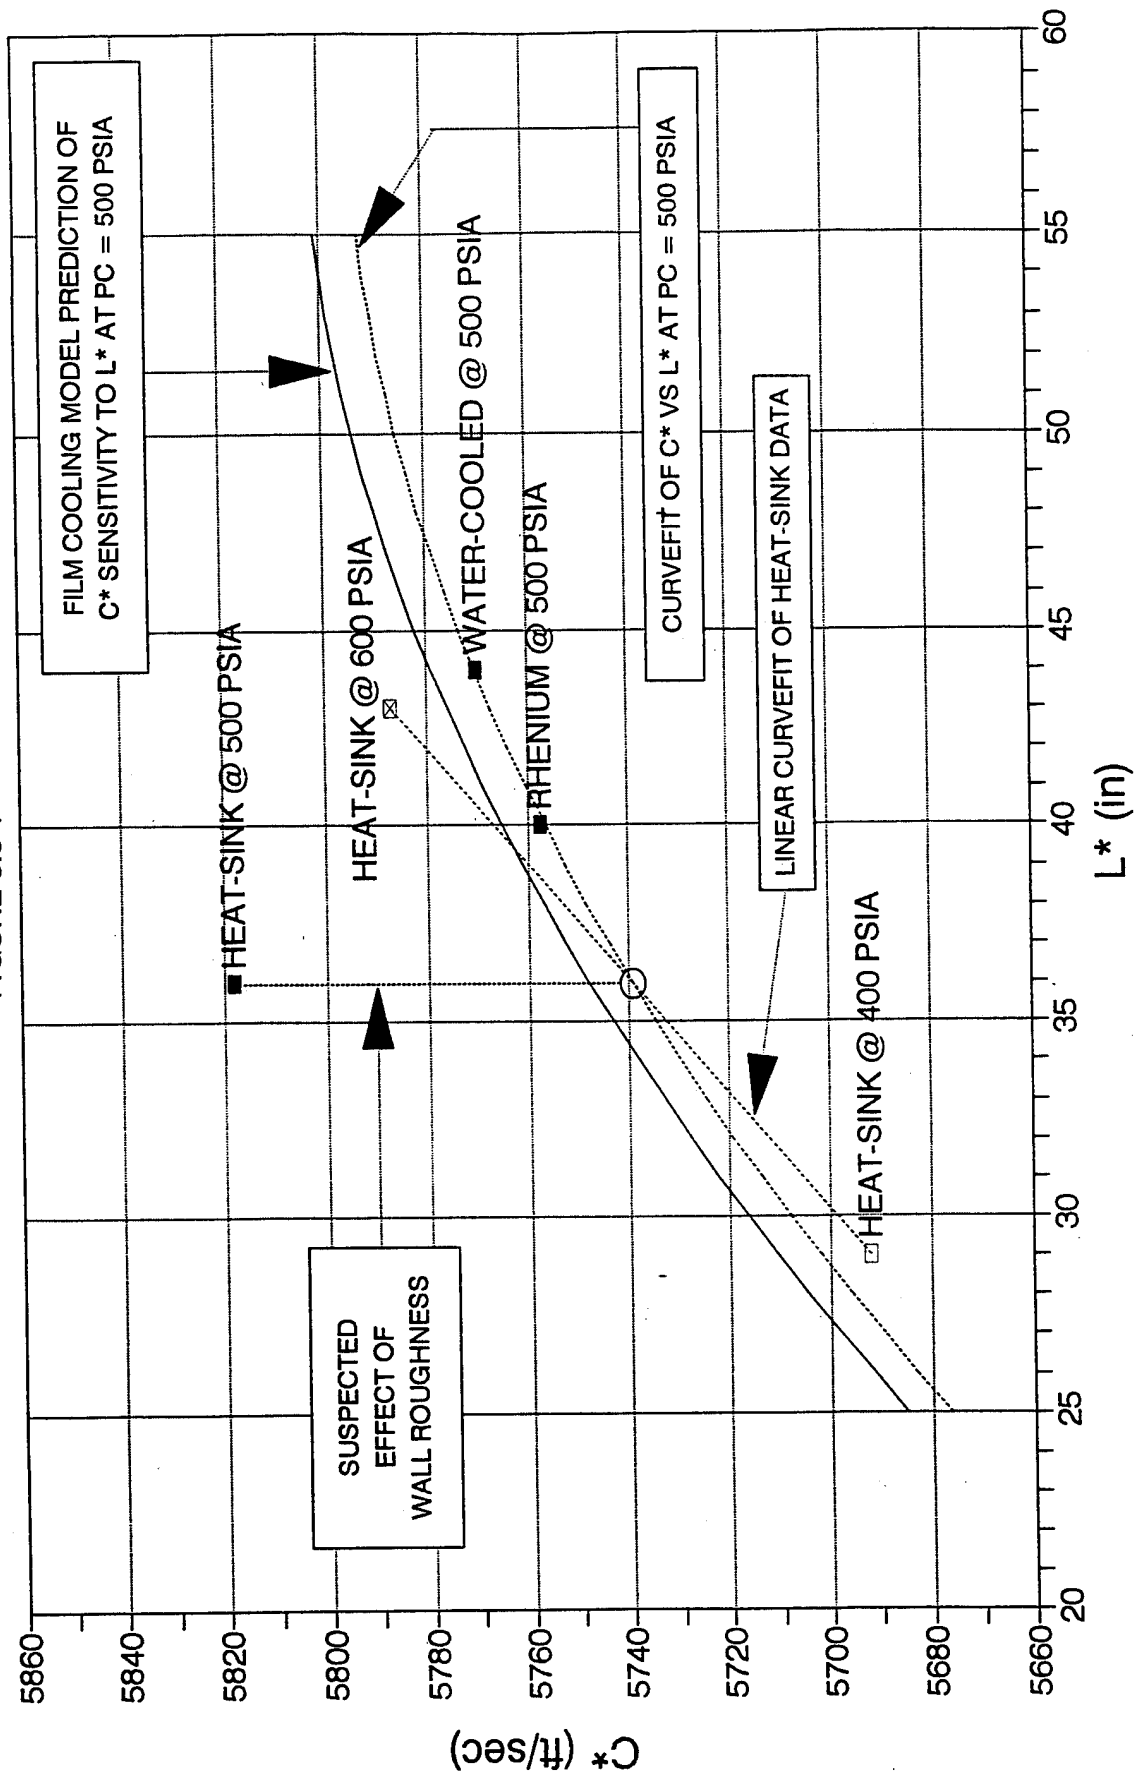 FILM COOLING MODEL PREDICTION OF
C* SENSITIVITY TO L* AT PC = 500 PSIA
HEAT-SINK @ 500 PSIA
HEAT-SINK @ 600 PSIA
WATER-COOLED @ 500 PSIA
RHENIUM @ 500 PSIA
SUSPECTED
EFFECT OF
WALL ROUGHNESS
CURVEFIT OF C* VS L* AT PC = 500 PSIA
LINEAR CURVEFIT OF HEAT-SINK DATA
HEAT-SINK @ 400 PSIA
5860
5840
5820
5800
5780
5760
5740
5720
5700
5680
5660
C* (ft/sec)
20
25
30
35
40
45
50
55
60
L* (in)